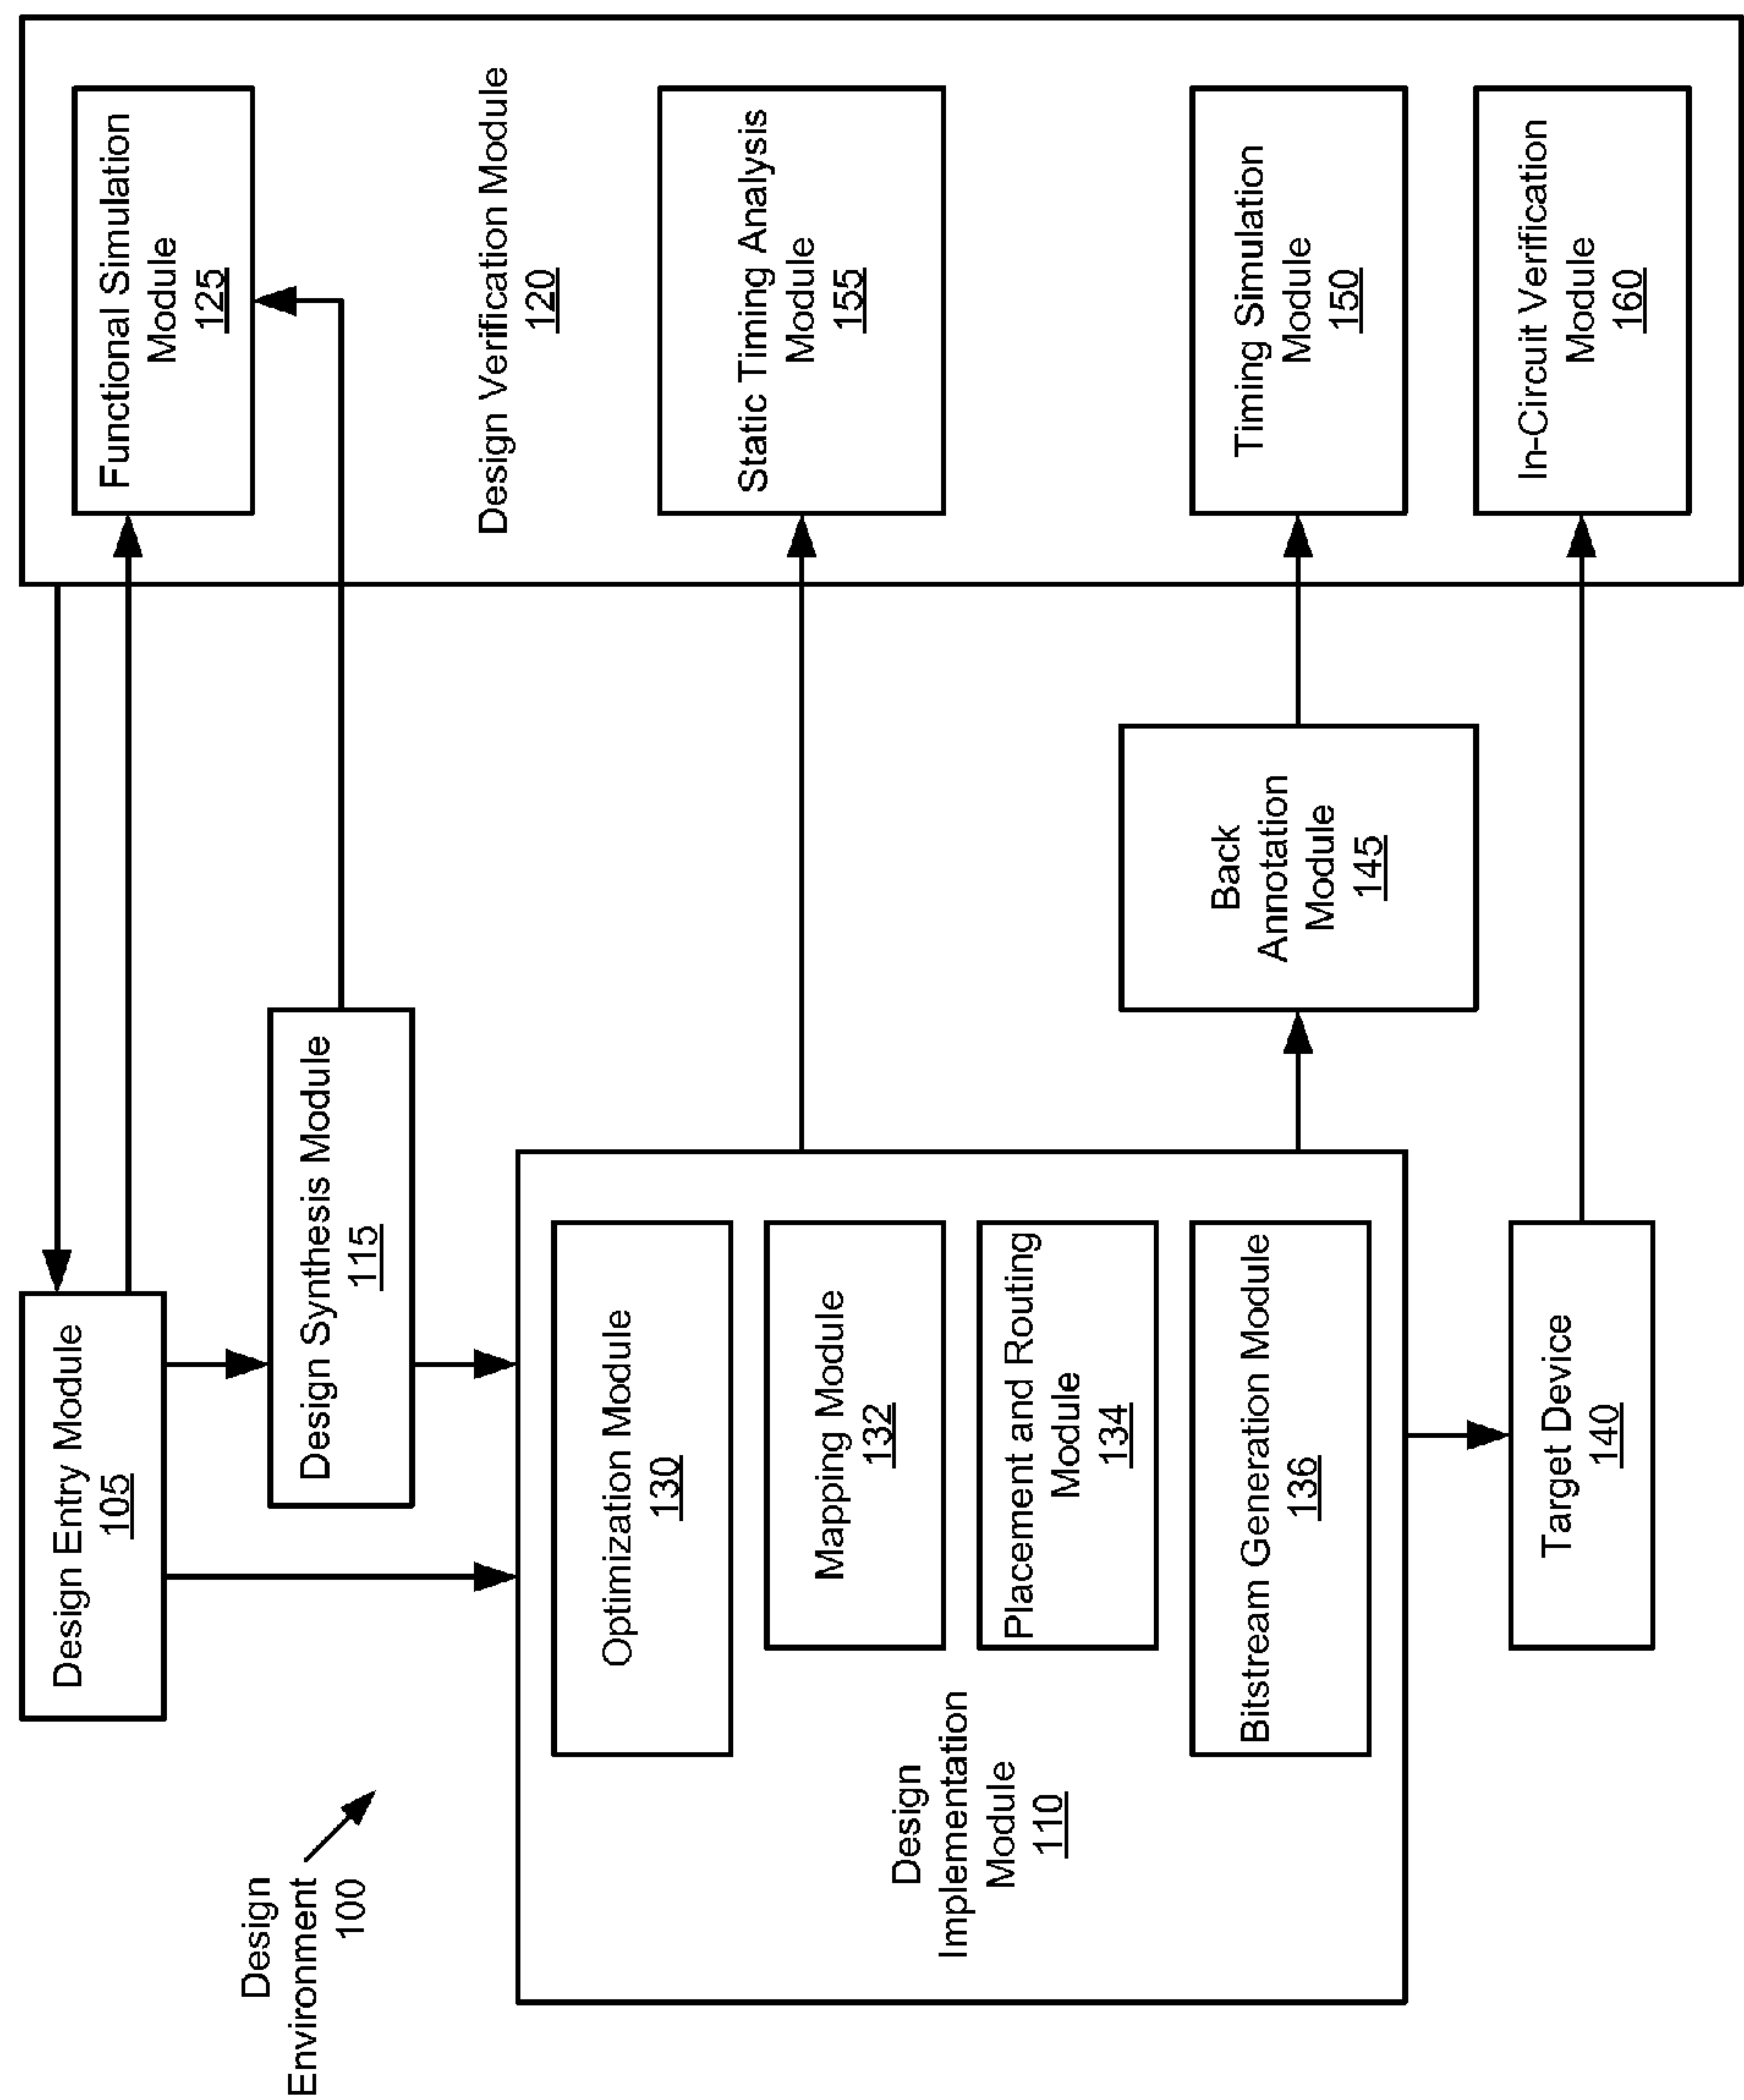 Design
Environment
100
Design Entry Module
105
Design Synthesis Module
115
Functional Simulation
Module
125
Design Verification Module
120
Design
Implementation
Module
110
Optimization Module
130
Mapping Module
132
Placement and Routing
Module
134
Bitstream Generation Module
136
Static Timing Analysis
Module
155
Back
Annotation
Module
145
Timing Simulation
Module
150
Target Device
140
In-Circuit Verification
Module
160